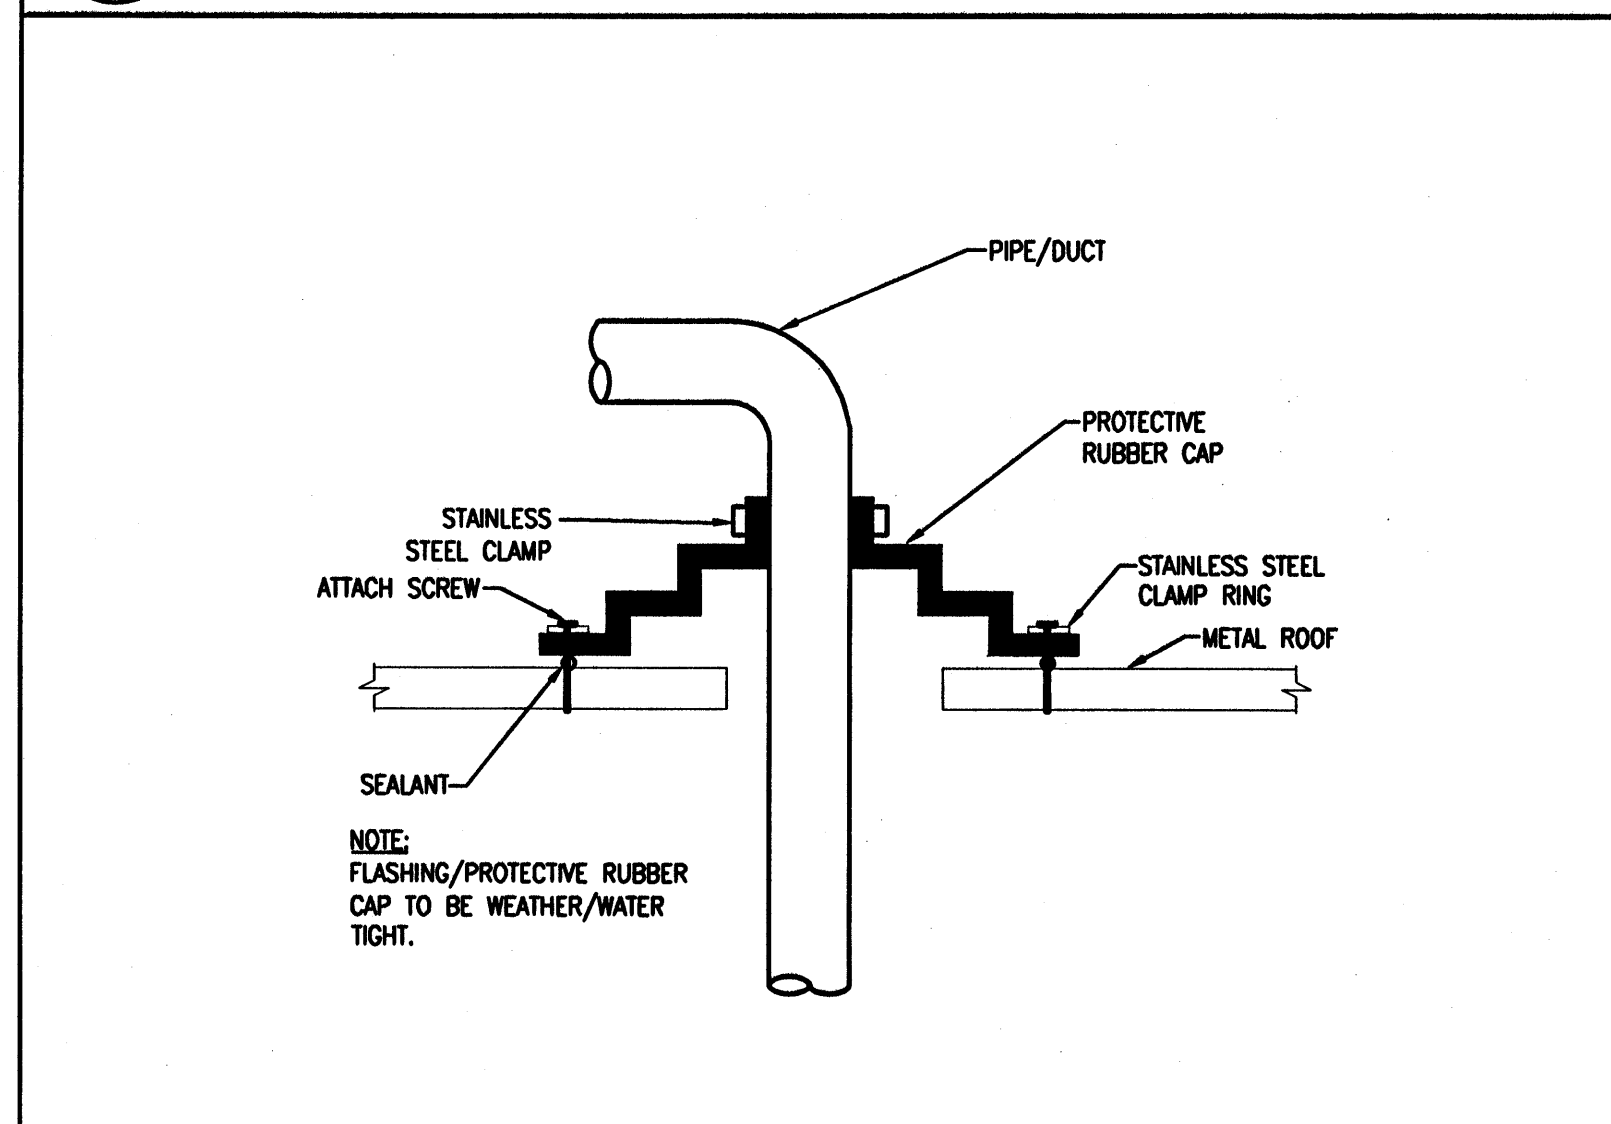 PIPE/DUCT
PROTECTIVE
RUBBER CAP
STAINLESS
STEEL CLAMP
ATTACH SCREW
STAINLESS STEEL
CLAMP RING
METAL ROOF
SEALANT
NOTE:
FLASHING/PROTECTIVE RUBBER
CAP TO BE WEATHER/WATER
TIGHT.